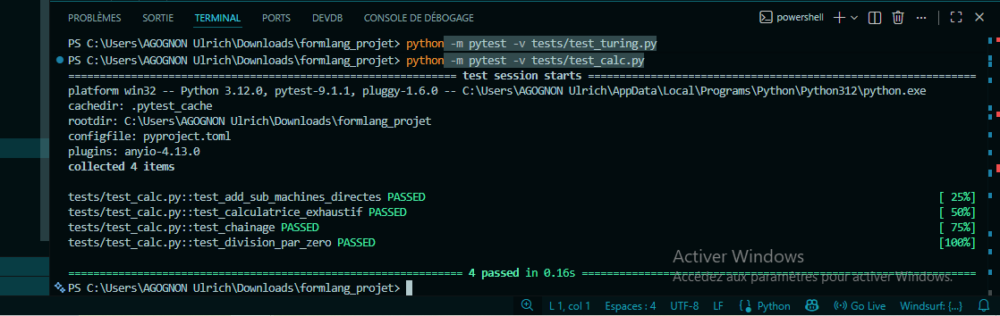 PROBLÈMES SORTIE TERMINAL PORTS DEVDB CONSOLE DE DÉBOGAGE powershell
PS C:\Users\AGOGNON Ulrich\Downloads\formlang_projet> python -m pytest -v tests/test_turing.py
PS C:\Users\AGOGNON Ulrich\Downloads\formlang_projet> python -m pytest -v tests/test_calc.py
============================== test session starts ==============================
platform win32 -- Python 3.12.0, pytest-9.1.1, pluggy-1.6.0 -- C:\Users\AGOGNON Ulrich\AppData\Local\Programs\Python\Python312\python.exe
cachedir: .pytest_cache
rootdir: C:\Users\AGOGNON Ulrich\Downloads\formlang_projet
configfile: pyproject.toml
plugins: anyio-4.13.0
collected 4 items
tests/test_calc.py::test_add_sub_machines_directes PASSED [ 25%]
tests/test_calc.py::test_calculatrice_exhaustif PASSED [ 50%]
tests/test_calc.py::test_chainage PASSED [ 75%]
tests/test_calc.py::test_division_par_zero PASSED [100%]
============================== 4 passed in 0.16s ==============================
PS C:\Users\AGOGNON Ulrich\Downloads\formlang_projet>
Activer Windows
Accédez aux paramètres pour activer Windows.
L 1, col 1 Espaces : 4 UTF-8 LF Python Go Live Windsurf: {...}